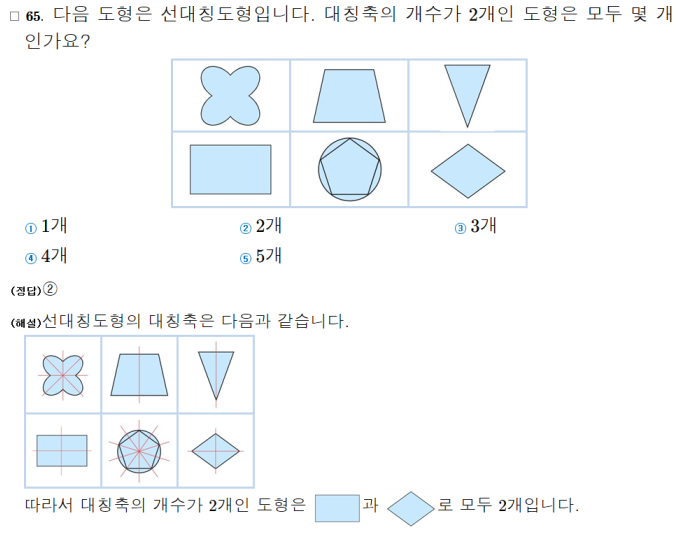 □ 65. 다음 도형은 선대칭도형입니다. 대칭축의 개수가 2개인 도형은 모두 몇 개
인가요?
① 1개 ② 2개 ③ 3개
④ 4개 ⑤ 5개
(정답)②
(해설)선대칭도형의 대칭축은 다음과 같습니다.
따라서 대칭축의 개수가 2개인 도형은 과 로 모두 2개입니다.